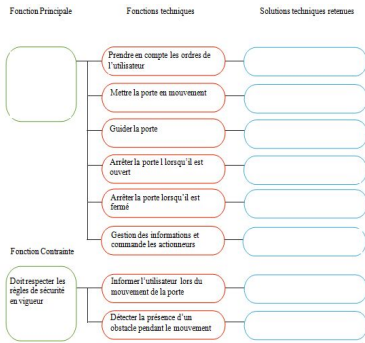 Fonction Principale
Fonctions techniques
Solutions techniques retenues
Prendre en compte les ordres de
l'utilisateur
Mettre la porte en mouvement
Guider la porte
Arrêter la porte l lorsqu'il est
ouvert
Arrêter la porte lorsqu'il est
fermé
Gestion des informations et
commande les actionneurs
Fonction Contrainte
Doit respecter les
règles de sécurité
en vigueur
Informer l'utilisateur lors du
mouvement de la porte
Détecter la présence d'un
obstacle pendant le mouvement